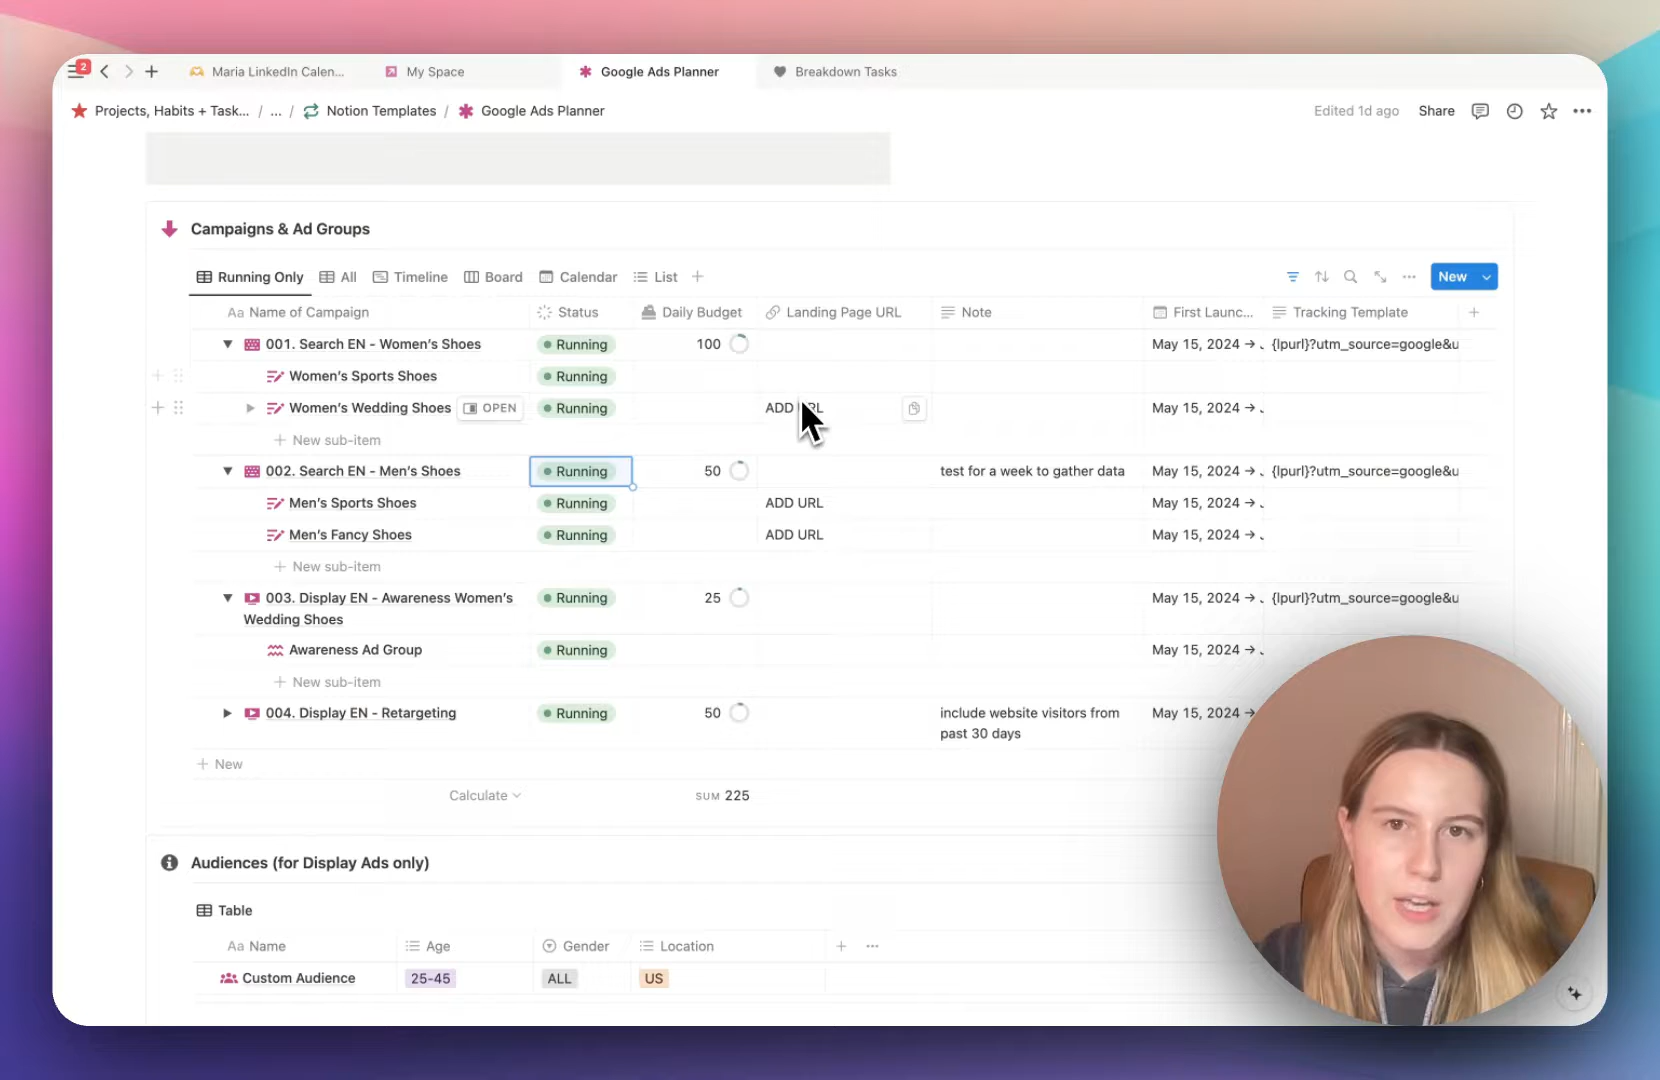 2
Maria LinkedIn Calen...
My Space
Google Ads Planner
Breakdown Tasks
Projects, Habits + Task... / ... / Notion Templates / Google Ads Planner
Edited 1d ago
Share
Campaigns & Ad Groups
Running Only
All
Timeline
Board
Calendar
List
New
Aa Name of Campaign
Status
Daily Budget
Landing Page URL
Note
First Launc...
Tracking Template
001. Search EN - Women's Shoes
Running
100
May 15, 2024 →
{lpurl}?utm_source=google&u
Women's Sports Shoes
Running
Women's Wedding Shoes
OPEN
Running
ADD
May 15, 2024 →
New sub-item
002. Search EN - Men's Shoes
Running
50
test for a week to gather data
May 15, 2024 →
{lpurl}?utm_source=google&u
Men's Sports Shoes
Running
ADD URL
May 15, 2024 →
Men's Fancy Shoes
Running
ADD URL
May 15, 2024 →
New sub-item
003. Display EN - Awareness Women's
Wedding Shoes
Running
25
May 15, 2024 →
{lpurl}?utm_source=google&u
Awareness Ad Group
Running
May 15, 2024 →
New sub-item
004. Display EN - Retargeting
Running
50
include website visitors from
past 30 days
May 15, 2024 →
New
Calculate
SUM 225
Audiences (for Display Ads only)
Table
Aa Name
Age
Gender
Location
Custom Audience
25-45
ALL
US